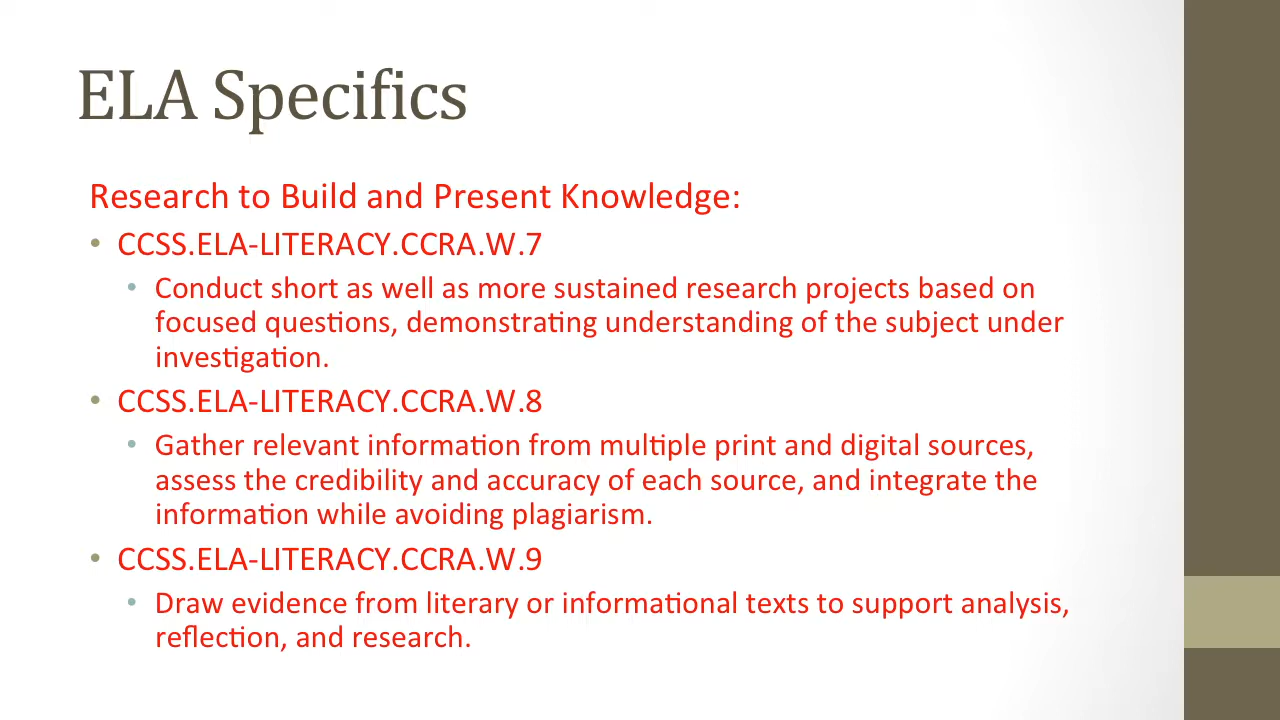 ELA Specifics
Research to Build and Present Knowledge:
• CCSS.ELA-LITERACY.CCRA.W.7
• Conduct short as well as more sustained research projects based on
focused questions, demonstrating understanding of the subject under
investigation.
• CCSS.ELA-LITERACY.CCRA.W.8
• Gather relevant information from multiple print and digital sources,
assess the credibility and accuracy of each source, and integrate the
information while avoiding plagiarism.
• CCSS.ELA-LITERACY.CCRA.W.9
• Draw evidence from literary or informational texts to support analysis,
reflection, and research.